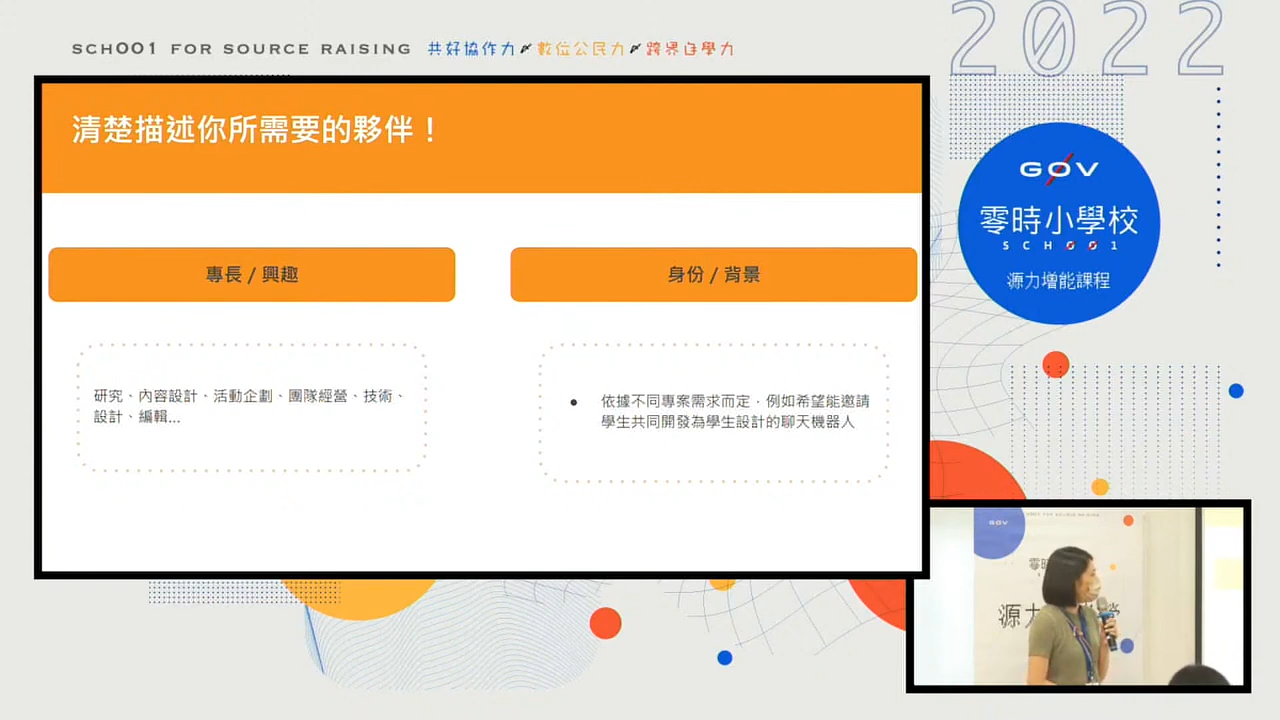 SCHOO1 FOR SOURCE RAISING 共好協作力 數位公民力 跨界自學力
2022
清楚描述你所需要的夥伴！
專長 / 興趣
身份 / 背景
研究、內容設計、活動企劃、團隊經營、技術、
設計、編輯...
● 依據不同專案需求而定，例如希望能邀請
學生共同開發為學生設計的聊天機器人
G0V
零時小學校
SCH001
源力增能課程
G0V